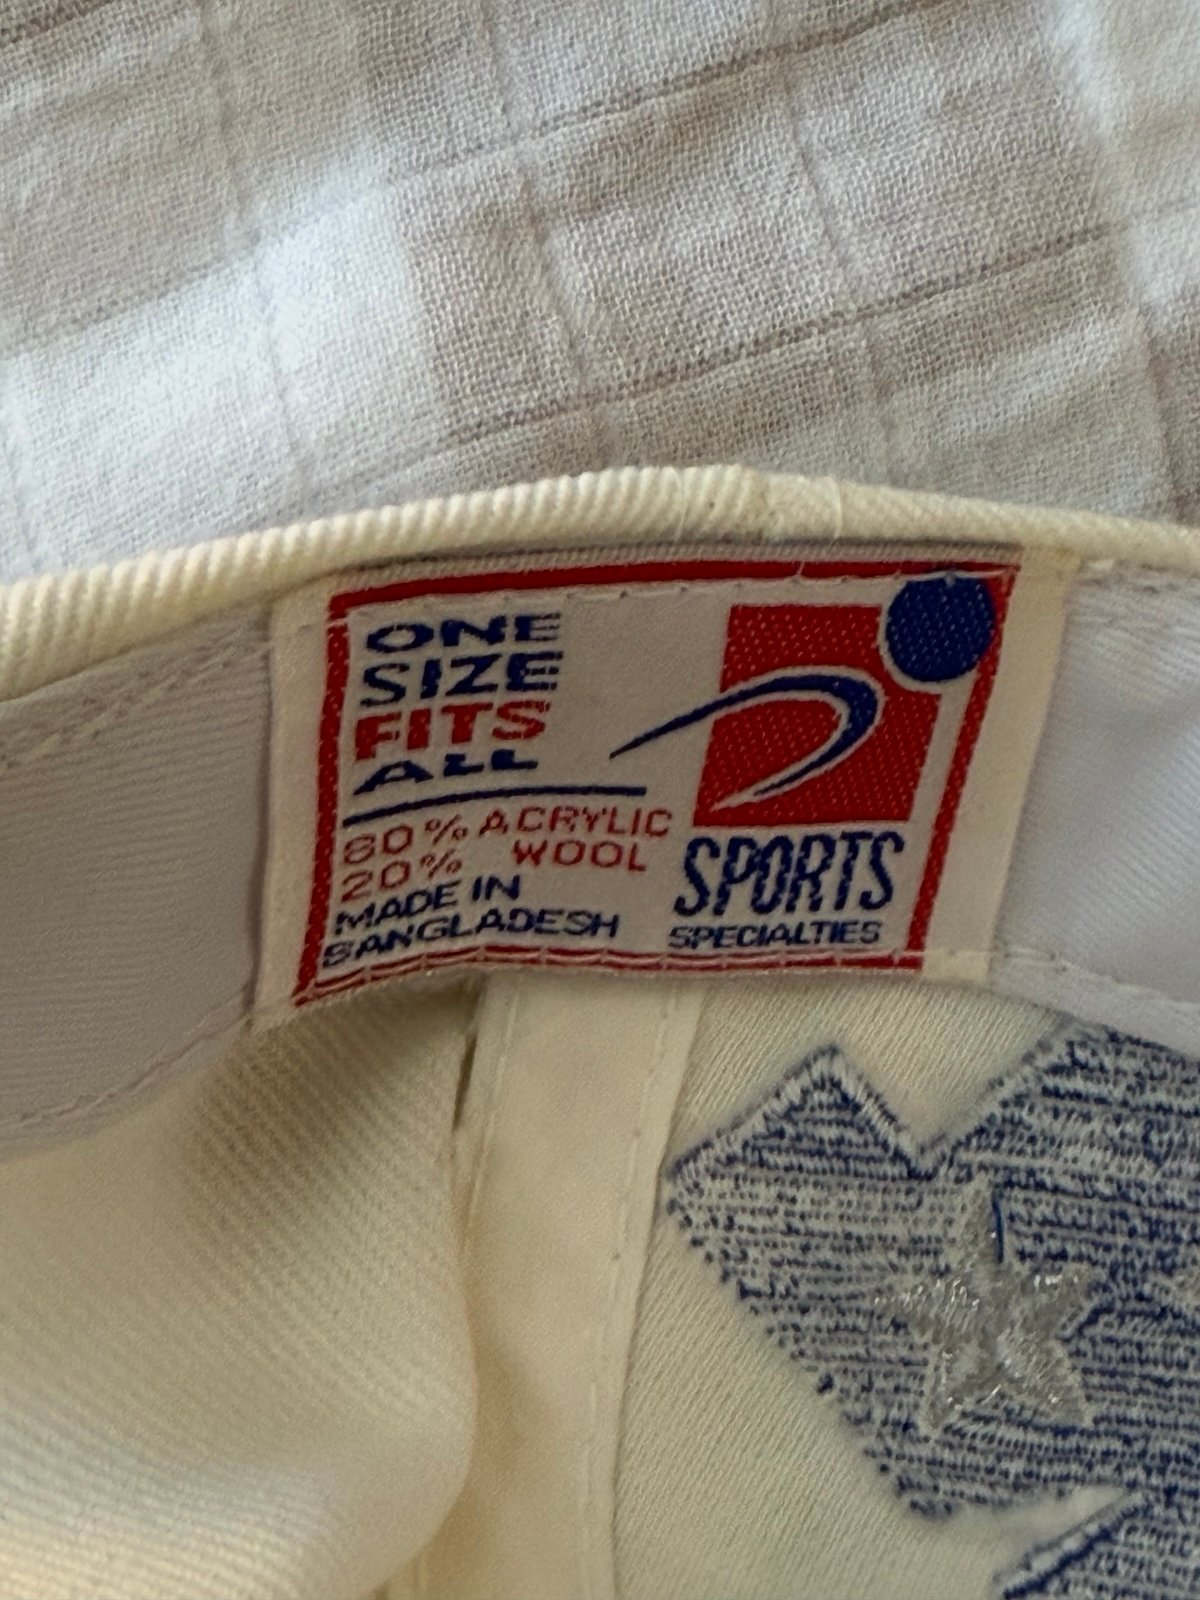 ONE
SIZE
FITS
ALL
80% ACRYLIC
20% WOOL
MADE IN
BANGLADESH
SPORTS
SPECIALTIES